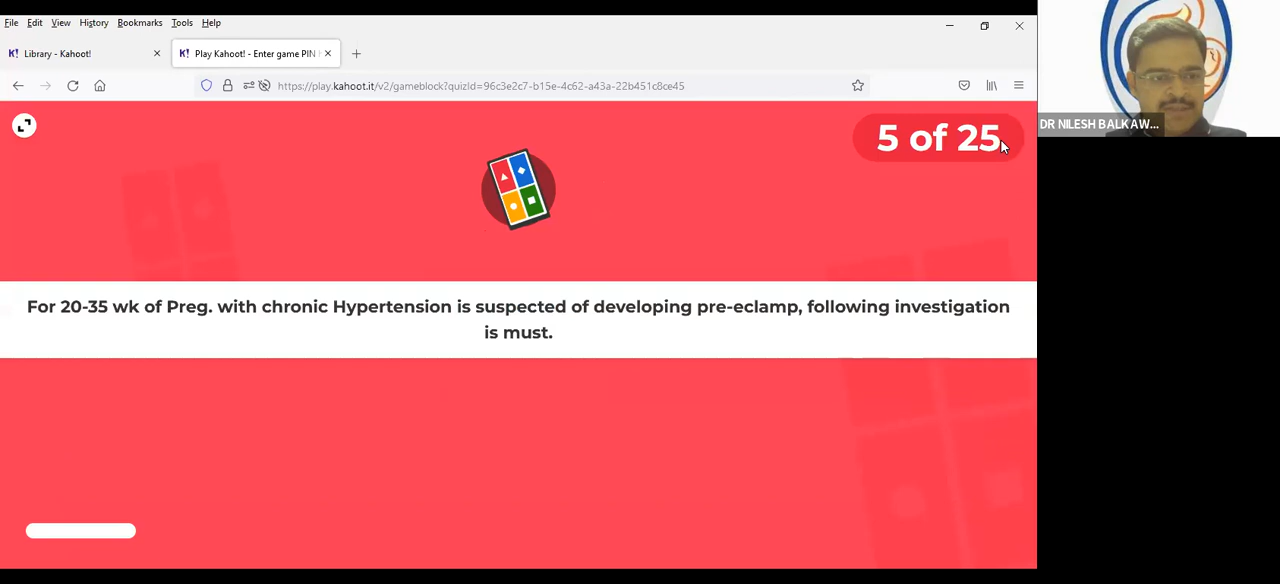 File Edit View History Bookmarks Tools Help
Library - Kahoot!
Play Kahoot! - Enter game PIN
https://play.kahoot.it/v2/gameblock?quizId=96c3e2c7-b15e-4c62-a43a-22b451c8ce45
5 of 25
DR NILESH BALKAW...
For 20-35 wk of Preg. with chronic Hypertension is suspected of developing pre-eclamp, following investigation
is must.